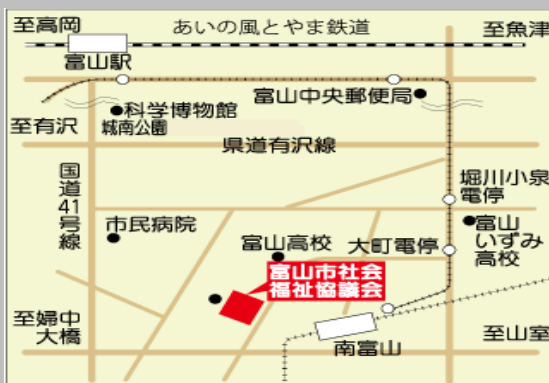 至高岡
あいの風とやま鉄道
至魚津
富山駅
富山中央郵便局
科学博物館
城南公園
至有沢
県道有沢線
国道41号線
堀川小泉
電停
市民病院
富山高校
大町電停
富山
いずみ
高校
富山市社会
福祉協議会
至婦中
大橋
南富山
至山室